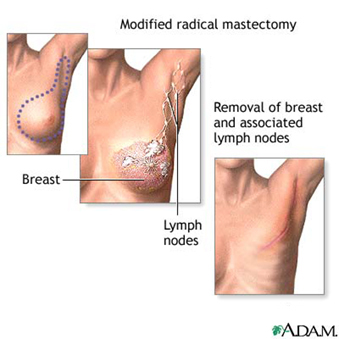 Modified radical mastectomy
Removal of breast
and associated
lymph nodes
Breast
Lymph
nodes
ADAM.